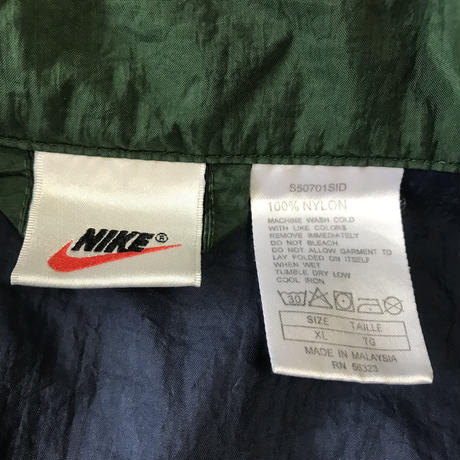 NIKE®
S50701SID
100% NYLON
MACHINE WASH COLD
WITH LIKE COLORS
REMOVE IMMEDIATELY
DO NOT BLEACH
DO NOT ALLOW GARMENT TO
LAY FOLDED ON ITSELF
WHEN WET
TUMBLE DRY LOW
COOL IRON
30
SIZE TAILLE
XL TG
MADE IN MALAYSIA
RN 56323